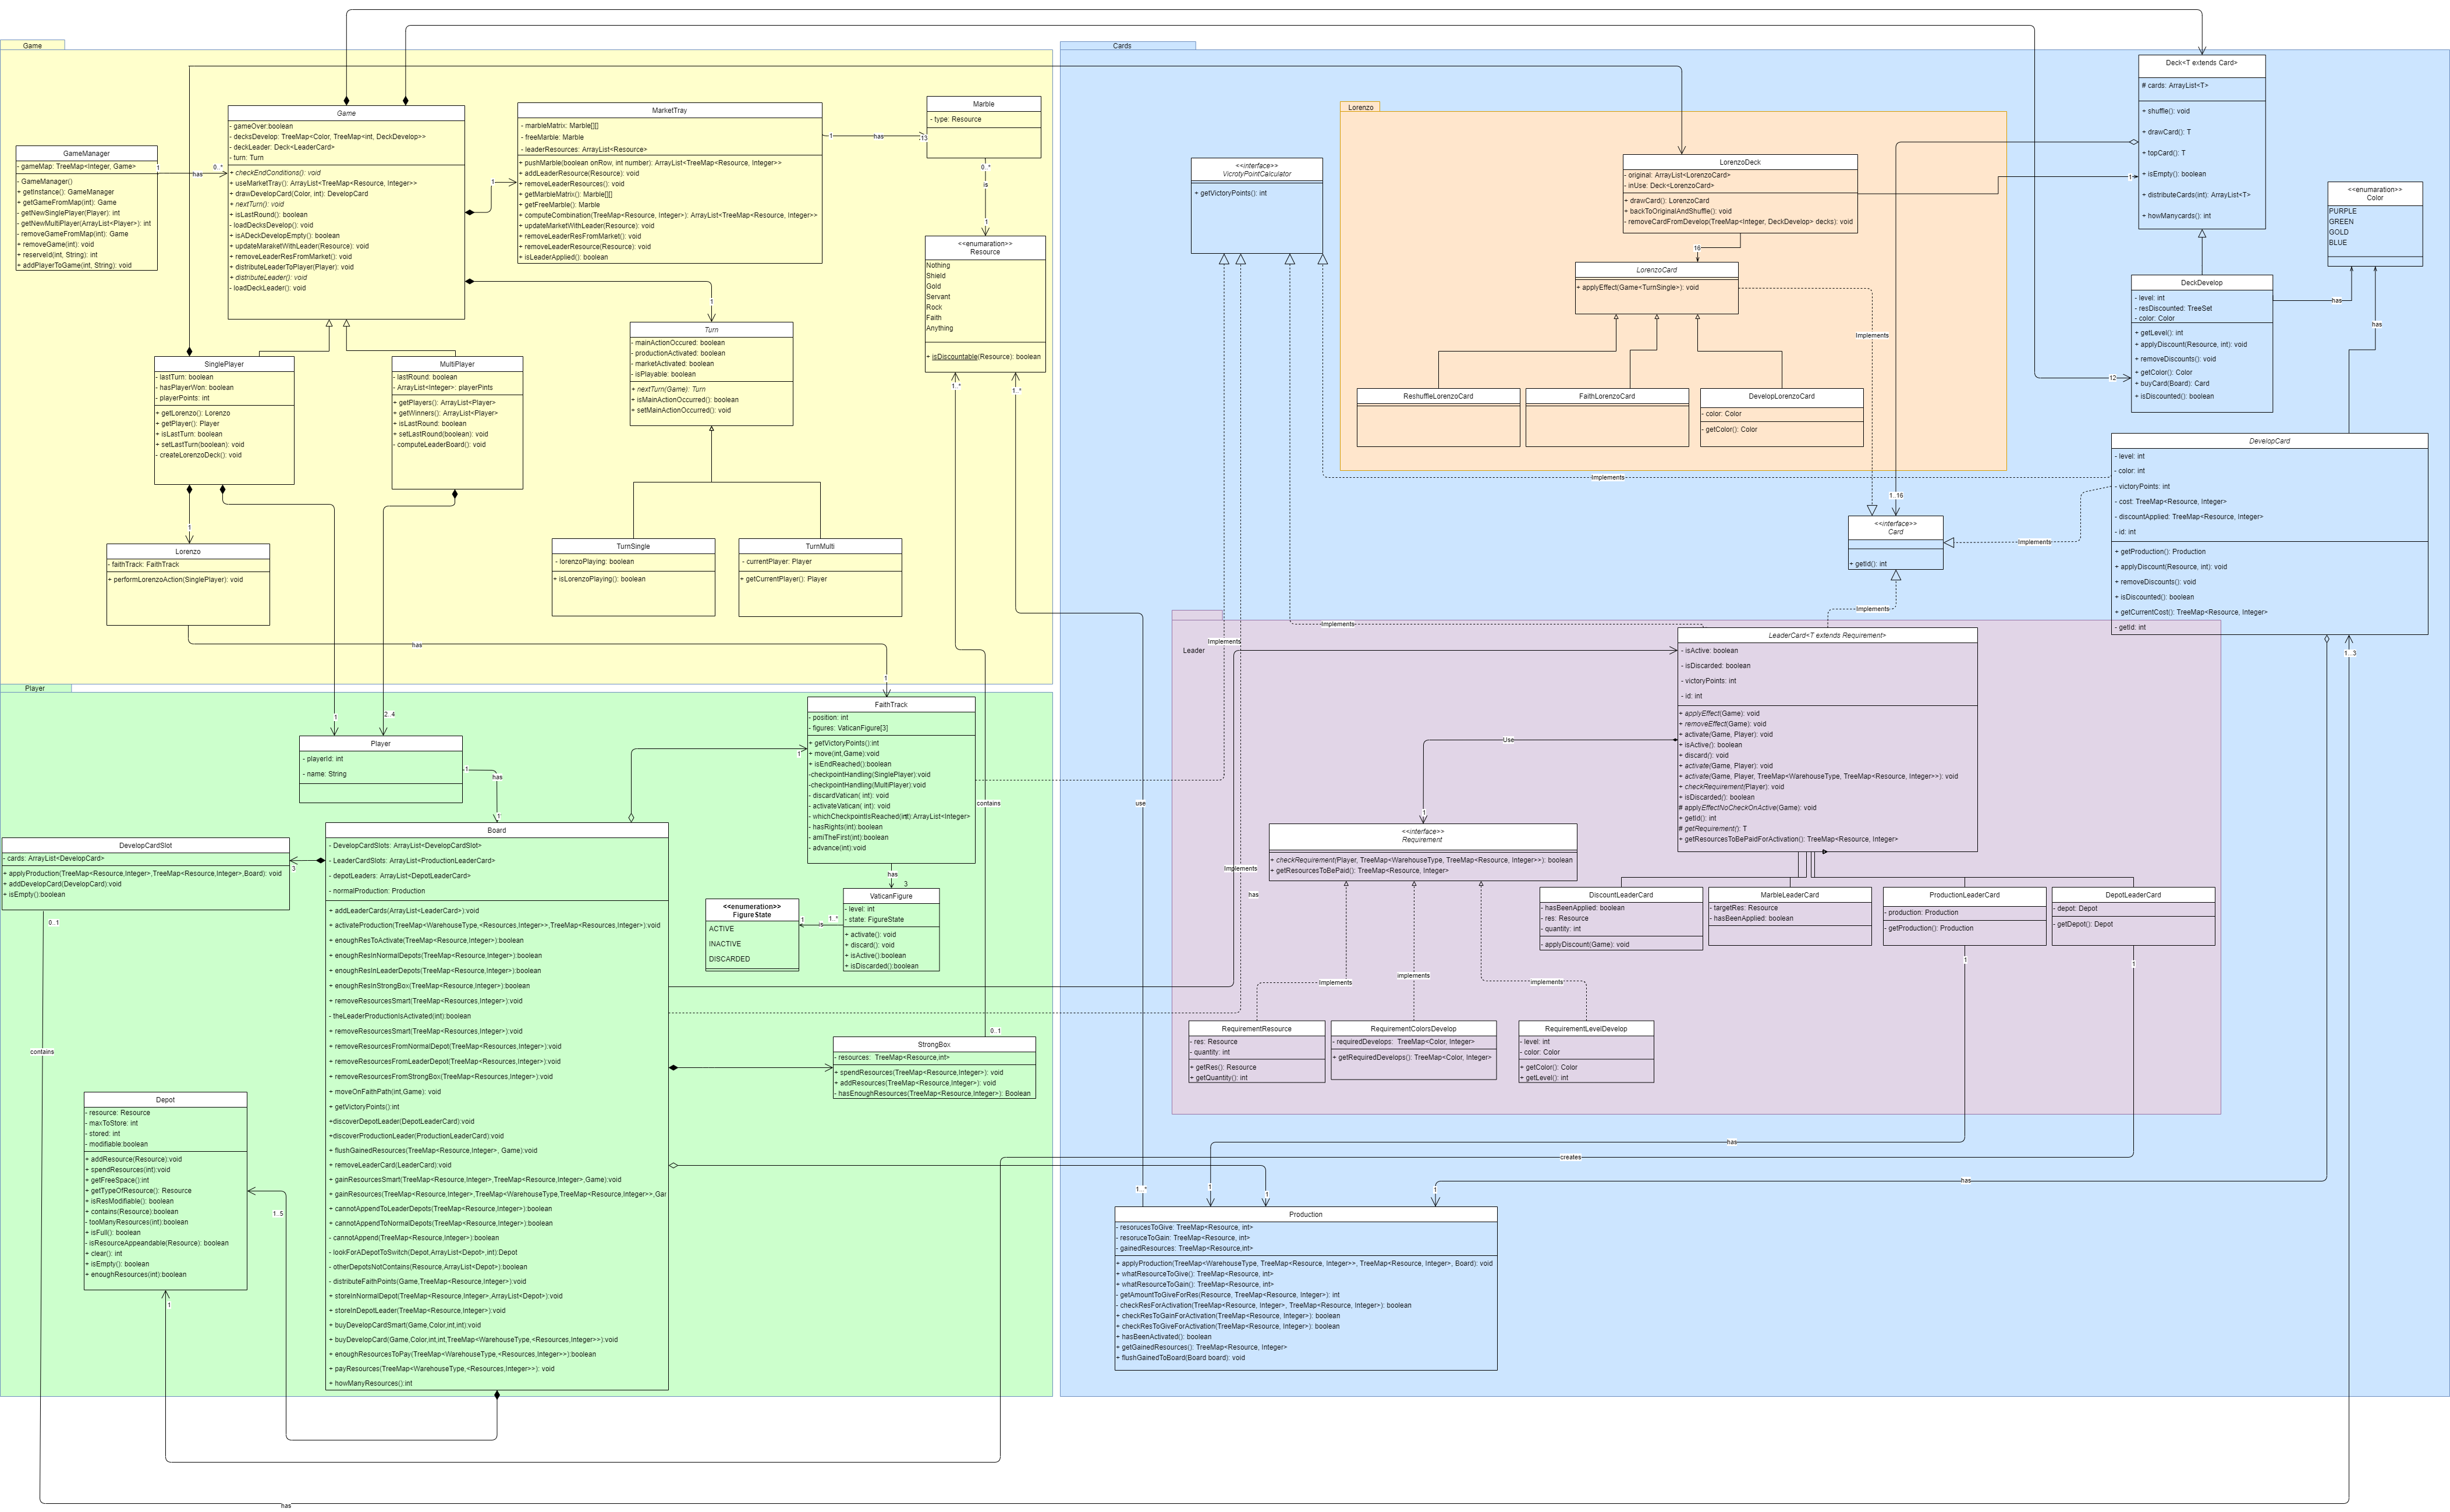 Game
GameManager
- gameMap: TreeMap<Integer, Game>
- GameManager()
+ getInstance(): GameManager
+ getGameFromMap(int): Game
- getNewSinglePlayer(Player): int
- getNewMultiPlayer(ArrayList<Player>): int
- removeGameFromMap(int): Game
+ removeGame(int): void
+ reserveId(int, String): int
+ addPlayerToGame(int, String): void
1
has
0..*
Game
- gameOver:boolean
- decksDevelop: TreeMap<Color, TreeMap<int, DeckDevelop>>
- deckLeader: Deck<LeaderCard>
- turn: Turn
+ checkEndConditions(): void
+ useMarketTray(): ArrayList<TreeMap<Resource, Integer>>
+ drawDevelopCard(Color, int): DevelopCard
+ nextTurn(): void
+ isLastRound(): boolean
- loadDecksDevelop(): void
+ isADeckDevelopEmpty(): boolean
+ updateMaraketWithLeader(Resource): void
+ removeLeaderResFromMarket(): void
+ distributeLeaderToPlayer(Player): void
+ distributeLeader(): void
- loadDeckLeader(): void
1
MarketTray
- marbleMatrix: Marble[][]
- freeMarble: Marble
- leaderResources: ArrayList<Resource>
+ pushMarble(boolean onRow, int number): ArrayList<TreeMap<Resource, Integer>>
+ addLeaderResource(Resource): void
+ removeLeaderResources(): void
+ getMarbleMatrix(): Marble[][]
+ getFreeMarble(): Marble
+ computeCombination(TreeMap<Resource, Integer>): ArrayList<TreeMap<Resource, Integer>>
+ updateMarketWithLeader(Resource): void
+ removeLeaderResFromMarket(): void
+ removeLeaderResource(Resource): void
+ isLeaderApplied(): boolean
1
has
13
Marble
- type: Resource
0..*
is
1
<<enumaration>>
Resource
Nothing
Shield
Gold
Servant
Rock
Faith
Anything
+ isDiscountable(Resource): boolean
1..*
1..*
1
Turn
- mainActionOccured: boolean
- productionActivated: boolean
- marketActivated: boolean
- isPlayable: boolean
+ nextTurn(Game): Turn
+ isMainActionOccurred(): boolean
+ setMainActionOccurred(): void
SinglePlayer
- lastTurn: boolean
- hasPlayerWon: boolean
- playerPoints: int
+ getLorenzo(): Lorenzo
+ getPlayer(): Player
+ isLastTurn: boolean
+ setLastTurn(boolean): void
- createLorenzoDeck(): void
MultiPlayer
- lastRound: boolean
- ArrayList<Integer>: playerPints
+ getPlayers(): ArrayList<Player>
+ getWinners(): ArrayList<Player>
+ isLastRound: boolean
+ setLastRound(boolean): void
- computeLeaderBoard(): void
1
Lorenzo
- faithTrack: FaithTrack
+ performLorenzoAction(SinglePlayer): void
TurnSingle
- lorenzoPlaying: boolean
+ isLorenzoPlaying(): boolean
TurnMulti
- currentPlayer: Player
+ getCurrentPlayer(): Player
has
1
Player
1
2..4
Player
- playerId: int
- name: String
1
has
1
FaithTrack
- position: int
- figures: VaticanFigure[3]
+ getVictoryPoints():int
+ move(int,Game):void
+ isEndReached():boolean
-checkpointHandling(SinglePlayer):void
-checkpointHandling(MultiPlayer):void
- discardVatican( int): void
- activateVatican( int): void
- whichCheckpointIsReached(int):ArrayList<Integer>
- hasRights(int):boolean
- amiTheFirst(int):boolean
- advance(int):void
1
has
3
VaticanFigure
- level: int
- state: FigureState
+ activate(): void
+ discard(): void
+ isActive():boolean
+ isDiscarded():boolean
1..*
is
1
<<enumeration>>
FigureState
ACTIVE
INACTIVE
DISCARDED
DevelopCardSlot
- cards: ArrayList<DevelopCard>
+ applyProduction(TreeMap<Resource,Integer>,TreeMap<Resource,Integer>,Board): void
+ addDevelopCard(DevelopCard):void
+ isEmpty():boolean
3
0..1
contains
Board
- DevelopCardSlots: ArrayList<DevelopCardSlot>
- LeaderCardSlots: ArrayList<ProductionLeaderCard>
- depotLeaders: ArrayList<DepotLeaderCard>
- normalProduction: Production
+ addLeaderCards(ArrayList<LeaderCard>):void
+ activateProduction(TreeMap<WarehouseType,<Resources,Integer>>,TreeMap<Resources,Integer>):void
+ enoughResToActivate(TreeMap<Resource,Integer>):boolean
+ enoughResInNormalDepots(TreeMap<Resource,Integer>):boolean
+ enoughResInLeaderDepots(TreeMap<Resource,Integer>):boolean
+ enoughResInStrongBox(TreeMap<Resource,Integer>):boolean
+ removeResourcesSmart(TreeMap<Resources,Integer>):void
- theLeaderProductionIsActivated(int):boolean
+ removeResourcesSmart(TreeMap<Resources,Integer>):void
+ removeResourcesFromNormalDepot(TreeMap<Resources,Integer>):void
+ removeResourcesFromLeaderDepot(TreeMap<Resources,Integer>):void
+ removeResourcesFromStrongBox(TreeMap<Resources,Integer>):void
+ moveOnFaithPath(int,Game): void
+ getVictoryPoints():int
+discoverDepotLeader(DepotLeaderCard):void
+discoverProductionLeader(ProductionLeaderCard):void
+ flushGainedResources(TreeMap<Resource,Integer>, Game):void
+ removeLeaderCard(LeaderCard):void
+ gainResourcesSmart(TreeMap<Resource,Integer>,TreeMap<Resource,Integer>,Game):void
+ gainResources(TreeMap<Resource,Integer>,TreeMap<WarehouseType,TreeMap<Resource,Integer>>,Gar
+ cannotAppendToLeaderDepots(TreeMap<Resource,Integer>):boolean
+ cannotAppendToNormalDepots(TreeMap<Resource,Integer>):boolean
- cannotAppend(TreeMap<Resource,Integer>):boolean
- lookForADepotToSwitch(Depot,ArrayList<Depot>,int):Depot
- otherDepotsNotContains(Resource,ArrayList<Depot>):boolean
- distributeFaithPoints(Game,TreeMap<Resource,Integer>):void
+ storeInNormalDepot(TreeMap<Resource,Integer>,ArrayList<Depot>):void
+ storeInDepotLeader(TreeMap<Resource,Integer>):void
+ buyDevelopCardSmart(Game,Color,int,int):void
+ buyDevelopCard(Game,Color,int,int,TreeMap<WarehouseType,<Resources,Integer>>):void
+ enoughResourcesToPay(TreeMap<WarehouseType,<Resources,Integer>>):boolean
+ payResources(TreeMap<WarehouseType,<Resources,Integer>>): void
+ howManyResources():int
contains
0..1
StrongBox
- resources:  TreeMap<Resource,int>
+ spendResources(TreeMap<Resource,Integer>): void
+ addResources(TreeMap<Resource,Integer>): void
- hasEnoughResources(TreeMap<Resource,Integer>): Boolean
Depot
- resource: Resource
- maxToStore: int
- stored: int
- modifiable:boolean
+ addResource(Resource):void
+ spendResources(int):void
+ getFreeSpace():int
+ getTypeOfResource(): Resource
+ isResModifiable(): boolean
+ contains(Resource):boolean
- tooManyResources(int):boolean
+ isFull(): boolean
- isResourceAppeandable(Resource): boolean
+ clear(): int
+ isEmpty(): boolean
+ enoughResources(int):boolean
1..5
1
has
Cards
<<interface>>
VicrotyPointCalculator
+ getVictoryPoints(): int
Lorenzo
LorenzoDeck
- original: ArrayList<LorenzoCard>
- inUse: Deck<LorenzoCard>
+ drawCard(): LorenzoCard
+ backToOriginalAndShuffle(): void
- removeCardFromDevelop(TreeMap<Integer, DeckDevelop> decks): void
16
LorenzoCard
+ applyEffect(Game<TurnSingle>): void
Implements
ReshuffleLorenzoCard
FaithLorenzoCard
DevelopLorenzoCard
- color: Color
- getColor(): Color
Implements
Deck<T extends Card>
# cards: ArrayList<T>
+ shuffle(): void
+ drawCard(): T
+ topCard(): T
+ isEmpty(): boolean
+ distributeCards(int): ArrayList<T>
+ howManycards(): int
1
<<enumaration>>
Color
PURPLE
GREEN
GOLD
BLUE
has
has
DeckDevelop
- level: int
- resDiscounted: TreeSet
- color: Color
+ getLevel(): int
+ applyDiscount(Resource, int): void
+ removeDiscounts(): void
+ getColor(): Color
+ buyCard(Board): Card
+ isDiscounted(): boolean
12
DevelopCard
- level: int
- color: int
- victoryPoints: int
- cost: TreeMap<Resource, Integer>
- discountApplied: TreeMap<Resource, Integer>
- id: int
+ getProduction(): Production
+ applyDiscount(Resource, int): void
+ removeDiscounts(): void
+ isDiscounted(): boolean
+ getCurrentCost(): TreeMap<Resource, Integer>
- getId: int
1...3
1..16
<<interface>>
Card
+ getId(): int
Implements
Implements
Leader
Implements
Implements
Implements
has
LeaderCard<T extends Requirement>
- isActive: boolean
- isDiscarded: boolean
- victoryPoints: int
- id: int
+ applyEffect(Game): void
+ removeEffect(Game): void
+ activate(Game, Player): void
+ isActive(): boolean
+ discard(): void
+ activate(Game, Player): void
+ activate(Game, Player, TreeMap<WarehouseType, TreeMap<Resource, Integer>>): void
+ checkRequirement(Player): void
+ isDiscarded(): boolean
# applyEffectNoCheckOnActive(Game): void
+ getId(): int
# getRequirement(): T
+ getResourcesToBePaidForActivation(): TreeMap<Resource, Integer>
Use
1
<<interface>>
Requirement
+ checkRequirement(Player, TreeMap<WarehouseType, TreeMap<Resource, Integer>>): boolean
+ getResourcesToBePaid(): TreeMap<Resource, Integer>
DiscountLeaderCard
- hasBeenApplied: boolean
- res: Resource
- quantity: int
- applyDiscount(Game): void
MarbleLeaderCard
- targetRes: Resource
- hasBeenApplied: boolean
ProductionLeaderCard
- production: Production
- getProduction(): Production
DepotLeaderCard
- depot: Depot
- getDepot(): Depot
1
1
Implements
implements
implements
RequirementResource
- res: Resource
- quantity: int
+ getRes(): Resource
+ getQuantity(): int
RequirementColorsDevelop
- requiredDevelops:  TreeMap<Color, Integer>
+ getRequiredDevelops(): TreeMap<Color, Integer>
RequirementLevelDevelop
- level: int
- color: Color
+ getColor(): Color
+ getLevel(): int
use
1...*
has
creates
has
1
1
1
Production
- resorucesToGive: TreeMap<Resource, int>
- resoruceToGain: TreeMap<Resource, int>
- gainedResources: TreeMap<Resource,int>
+ applyProduction(TreeMap<WarehouseType, TreeMap<Resource, Integer>>, TreeMap<Resource, Integer>, Board): void
+ whatResourceToGive(): TreeMap<Resource, int>
+ whatResourceToGain(): TreeMap<Resource, int>
- getAmountToGiveForRes(Resource, TreeMap<Resource, Integer>): int
- checkResForActivation(TreeMap<Resource, Integer>, TreeMap<Resource, Integer>): boolean
+ checkResToGainForActivation(TreeMap<Resource, Integer>): boolean
+ checkResToGiveForActivation(TreeMap<Resource, Integer>): boolean
+ hasBeenActivated(): boolean
+ getGainedResources(): TreeMap<Resource, Integer>
+ flushGainedToBoard(Board board): void